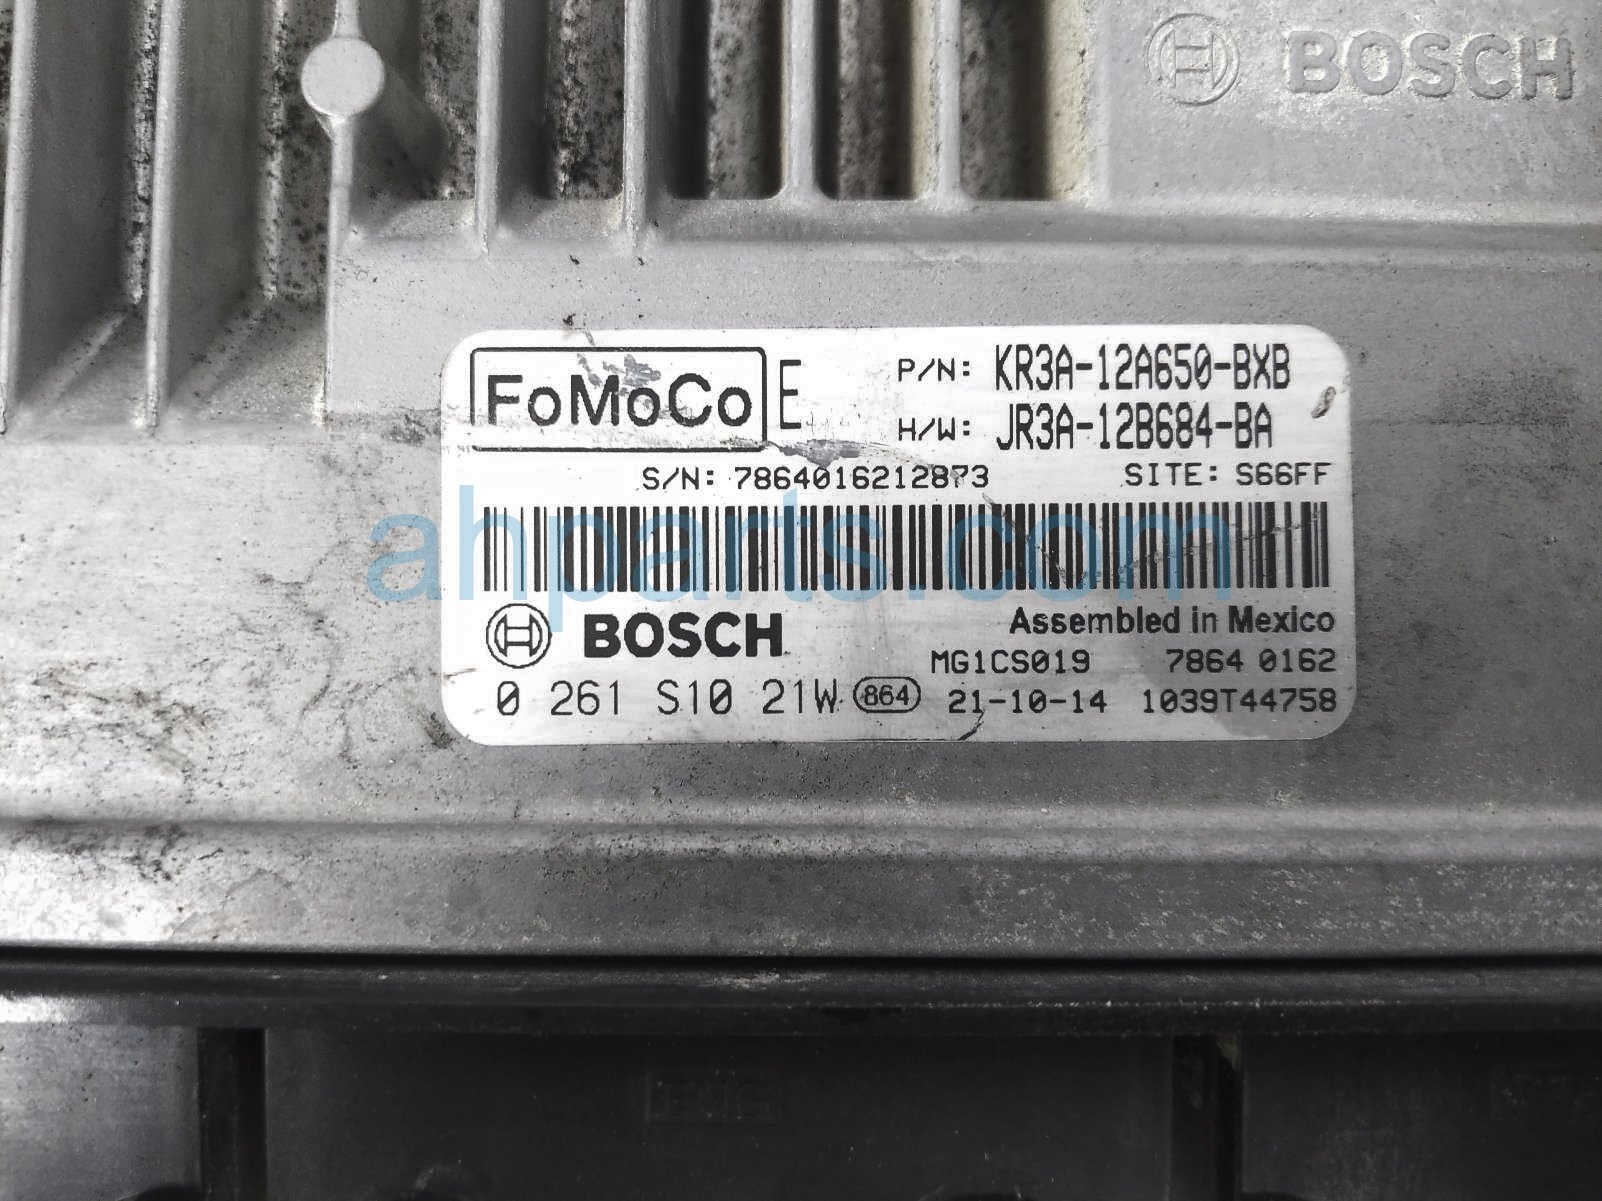 BOSCH
FoMoCo E
P/N: KR3A-12A650-BXB
H/W: JR3A-12B684-BA
S/N: 7864016212873 SITE: S66FF
ahparts.com
BOSCH
Assembled in Mexico
MG1CS019 7864 0162
0 261 S10 21W 864 21-10-14 1039T44758